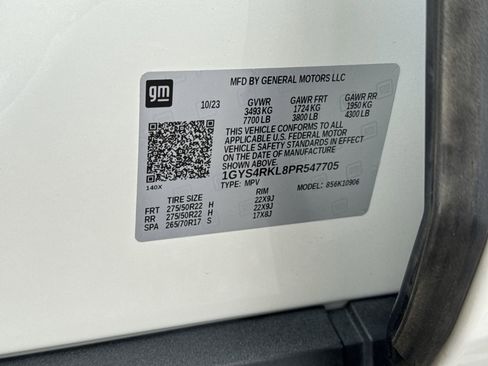 gm
MFD BY GENERAL MOTORS LLC
10/23 GVWR GAWR FRT GAWR RR
3493 KG 1724 KG 1950 KG
7700 LB 3800 LB 4300 LB
THIS VEHICLE CONFORMS TO ALL
APPLICABLE U.S. FEDERAL MOTOR
VEHICLE SAFETY STANDARDS IN EFFECT
ON THE DATE OF MANUFACTURE
SHOWN ABOVE.
1GYS4RKL8PR547705
140X TYPE: MPV MODEL: 856K10906
TIRE SIZE RIM
FRT 275/50R22 H 22X9J
RR 275/50R22 H 22X9J
SPA 265/70R17 S 17X8J